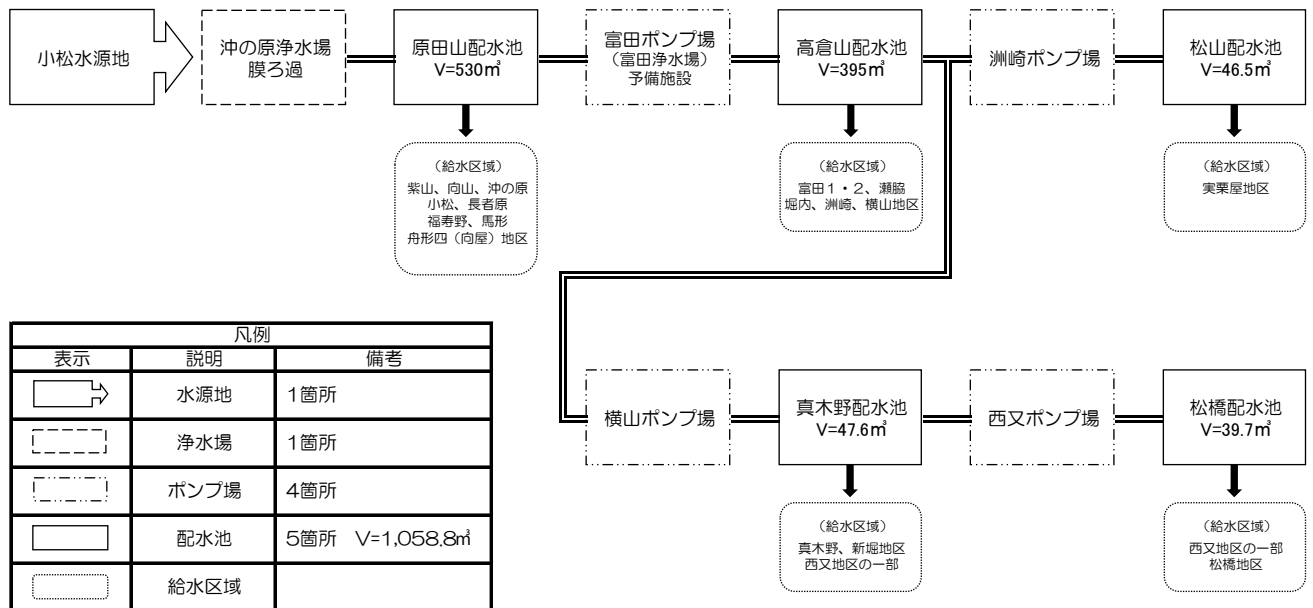 小松水源地
沖の原浄水場
膜ろ過
原田山配水池
V=530㎥
富田ポンプ場
（富田浄水場）
予備施設
高倉山配水池
V=395㎥
洲崎ポンプ場
松山配水池
V=46.5㎥
（給水区域）
紫山、向山、沖の原
小松、長者原
福寿野、馬形
舟形四（向屋）地区
（給水区域）
富田１・２、瀬脇
堀内、洲崎、横山地区
（給水区域）
実栗屋地区
横山ポンプ場
真木野配水池
V=47.6㎥
西又ポンプ場
松橋配水池
V=39.7㎥
（給水区域）
真木野、新堀地区
西又地区の一部
（給水区域）
西又地区の一部
松橋地区
凡例
表示 説明 備考
水源地 1箇所
浄水場 1箇所
ポンプ場 4箇所
配水池 5箇所 V=1,058.8㎥
給水区域